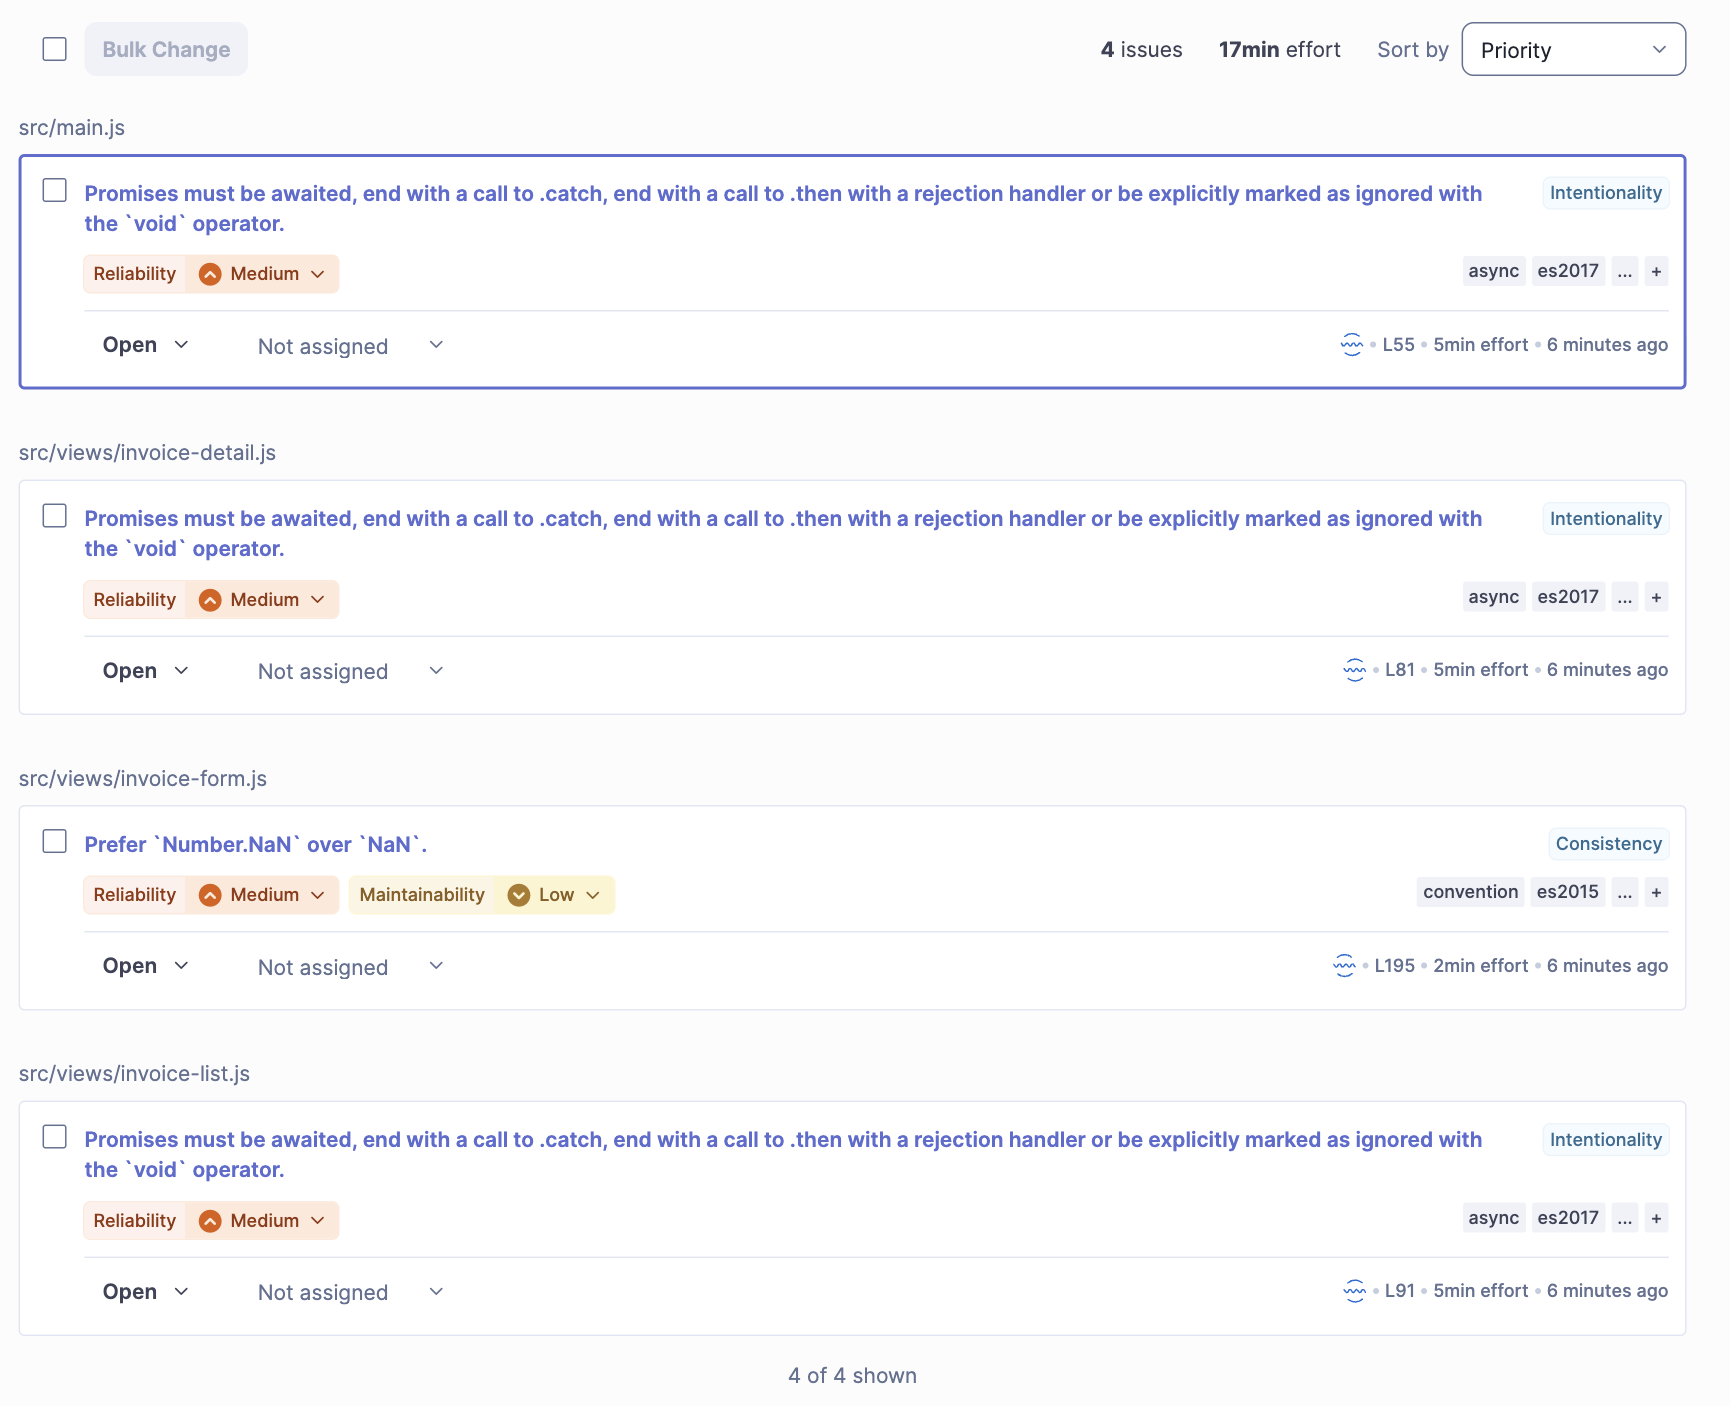 Bulk Change
4 issues 17min effort Sort by Priority
src/main.js
Promises must be awaited, end with a call to .catch, end with a call to .then with a rejection handler or be explicitly marked as ignored with
the `void` operator.
Intentionality
Reliability Medium
async es2017 ... +
Open Not assigned
• L55 • 5min effort • 6 minutes ago
src/views/invoice-detail.js
Promises must be awaited, end with a call to .catch, end with a call to .then with a rejection handler or be explicitly marked as ignored with
the `void` operator.
Intentionality
Reliability Medium
async es2017 ... +
Open Not assigned
• L81 • 5min effort • 6 minutes ago
src/views/invoice-form.js
Prefer `Number.NaN` over `NaN`.
Consistency
Reliability Medium Maintainability Low
convention es2015 ... +
Open Not assigned
• L195 • 2min effort • 6 minutes ago
src/views/invoice-list.js
Promises must be awaited, end with a call to .catch, end with a call to .then with a rejection handler or be explicitly marked as ignored with
the `void` operator.
Intentionality
Reliability Medium
async es2017 ... +
Open Not assigned
• L91 • 5min effort • 6 minutes ago
4 of 4 shown